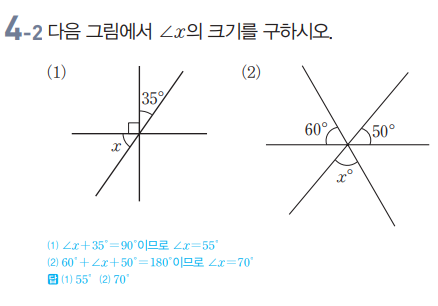 4-2 다음 그림에서 ∠x의 크기를 구하시오.
(1)
(2)
35°
x
60°
50°
x°
(1) ∠x+35°=90°이므로 ∠x=55°
(2) 60°+∠x+50°=180°이므로 ∠x=70°
답 (1) 55° (2) 70°